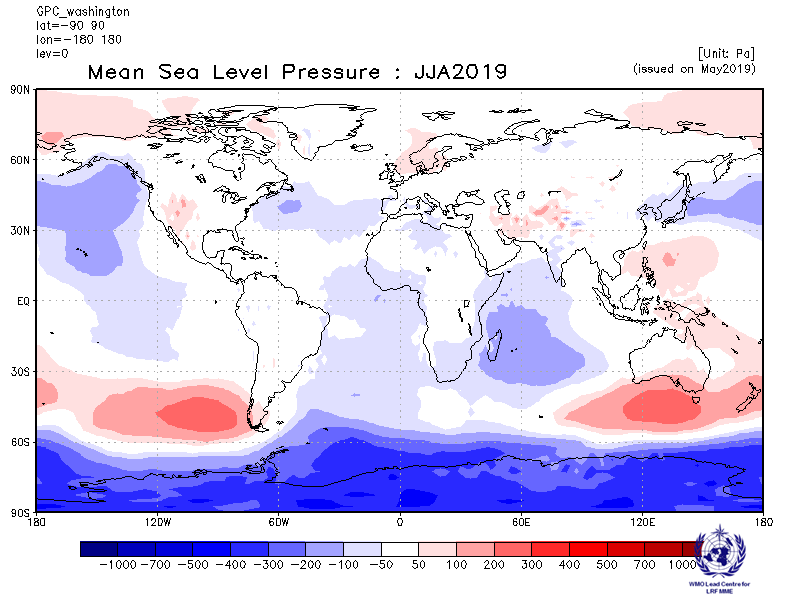 GPC_washington
lat=-90 90
lon=-180 180
lev=0
[Unit: Pa]
Mean Sea Level Pressure : JJA2019
(issued on May2019)
90N
60N
30N
EQ
30S
60S
90S
180 120W 60W 0 60E 120E 180
-1000 -700 -500 -400 -300 -200 -100 -50 50 100 200 300 400 500 700 1000
WMO Lead Centre for
LRF MME